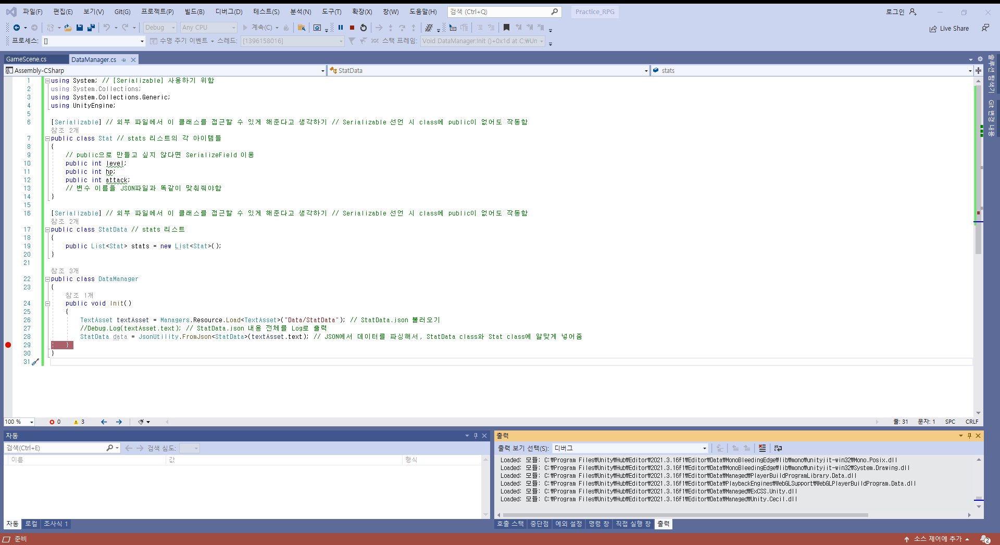 파일(F) 편집(E) 보기(V) Git(G) 프로젝트(P) 빌드(B) 디버그(D) 테스트(S) 분석(N) 도구(T) 확장(X) 창(W) 도움말(H) 검색 (Ctrl+Q) Practice_RPG 로그인
Debug Any CPU 계속(C) Live Share
프로세스: [] 수명 주기 이벤트 스레드: [1396158016] 스택 프레임: Void DataManager:Init ()+0x1d at C:₩Un
GameScene.cs DataManager.cs
Assembly-CSharp StatData stats
솔루션 탐색기 Git 변경 내용
1 using System; // [Serializable] 사용하기 위함
2 using System.Collections;
3 using System.Collections.Generic;
4 using UnityEngine;
5
6 [Serializable] // 외부 파일에서 이 클래스를 접근할 수 있게 해준다고 생각하기 // Serializable 선언 시 class에 public이 없어도 작동함
참조 2개
7 public class Stat // stats 리스트의 각 아이템들
8 {
9 // public으로 만들고 싶지 않다면 SerializeField 이용
10 public int level;
11 public int hp;
12 public int attack;
13 // 변수 이름을 JSON파일과 똑같이 맞춰줘야함
14 }
15
16 [Serializable] // 외부 파일에서 이 클래스를 접근할 수 있게 해준다고 생각하기 // Serializable 선언 시 class에 public이 없어도 작동함
참조 2개
17 public class StatData // stats 리스트
18 {
19 public List<Stat> stats = new List<Stat>();
20 }
21
참조 3개
22 public class DataManager
23 {
참조 1개
24 public void Init()
25 {
26 TextAsset textAsset = Managers.Resource.Load<TextAsset>("Data/StatData"); // StatData.json 불러오기
27 //Debug.Log(textAsset.text); // StatData.json 내용 전체를 Log로 출력
28 StatData data = JsonUtility.FromJson<StatData>(textAsset.text); // JSON에서 데이터를 파싱해서, StatData class와 Stat class에 알맞게 넣어줌
29 }
30 }
31
100 % 0 3 줄: 31 문자: 1 SPC CRLF
자동
검색(Ctrl+E) 검색 심도:
이름 값 형식
자동 로컬 조사식 1
출력
출력 보기 선택(S): 디버그
Loaded: 모듈: C:₩Program Files₩Unity₩Hub₩Editor₩2021.3.16f1₩Editor₩Data₩MonoBleedingEdge₩lib₩mono₩unityjit-win32₩Mono.Posix.dll
Loaded: 모듈: C:₩Program Files₩Unity₩Hub₩Editor₩2021.3.16f1₩Editor₩Data₩MonoBleedingEdge₩lib₩mono₩unityjit-win32₩System.Drawing.dll
Loaded: 모듈: C:₩Program Files₩Unity₩Hub₩Editor₩2021.3.16f1₩Editor₩Data₩Managed₩PlayerBuildProgramLibrary.Data.dll
Loaded: 모듈: C:₩Program Files₩Unity₩Hub₩Editor₩2021.3.16f1₩Editor₩Data₩PlaybackEngines₩WebGLSupport₩WebGLPlayerBuildProgram.Data.dll
Loaded: 모듈: C:₩Program Files₩Unity₩Hub₩Editor₩2021.3.16f1₩Editor₩Data₩Managed₩ExCSS.Unity.dll
Loaded: 모듈: C:₩Program Files₩Unity₩Hub₩Editor₩2021.3.16f1₩Editor₩Data₩Managed₩Unity.Cecil.dll
호출 스택 중단점 예외 설정 명령 창 직접 실행 창 출력
준비 소스 제어에 추가 2